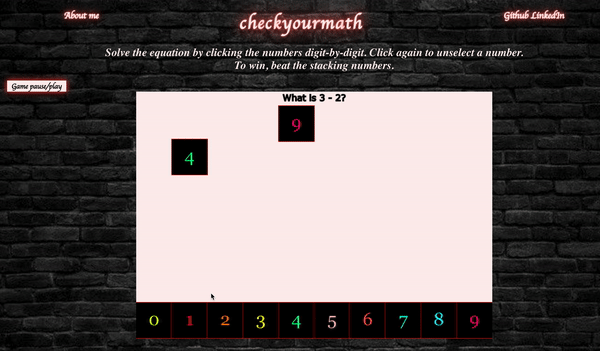 About me
checkyourmath
Github LinkedIn
Solve the equation by clicking the numbers digit-by-digit. Click again to unselect a number.
To win, beat the stacking numbers.
Game pause/play
What is 3 - 2?
9
4
0 1 2 3 4 5 6 7 8 9